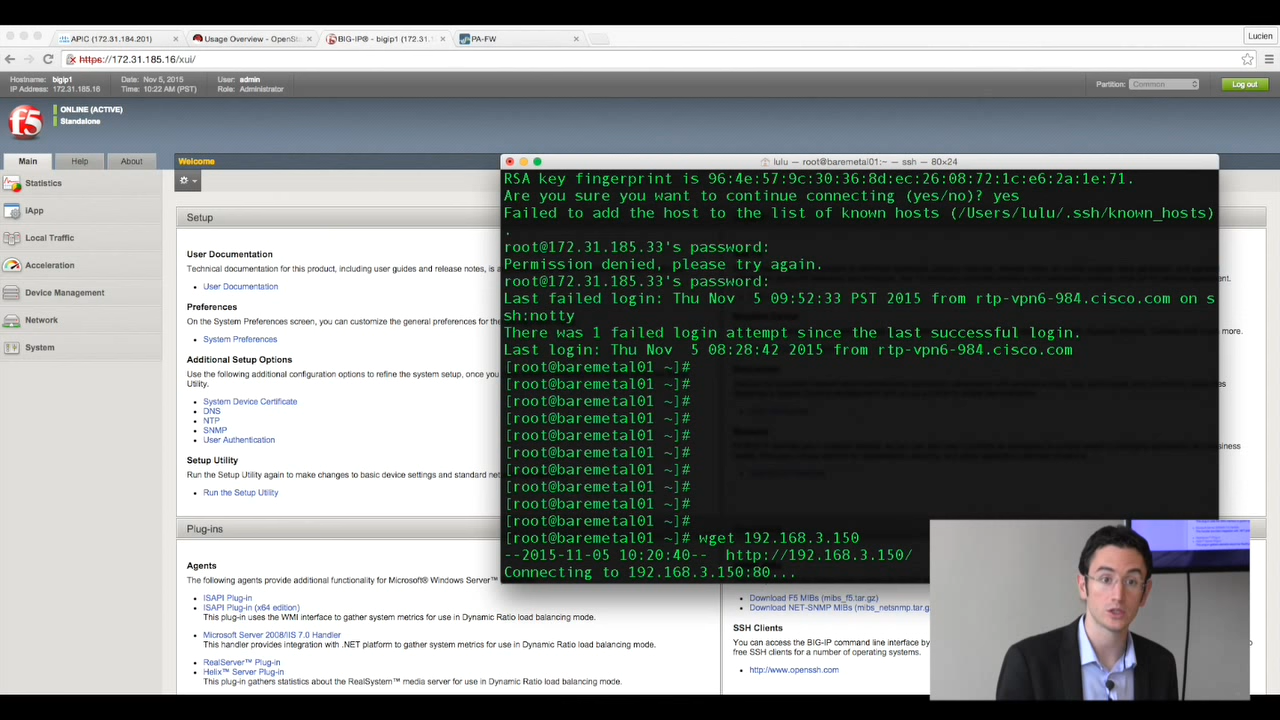 APIC (172.31.184.201)
Usage Overview - OpenSta
BIG-IP® - bigip1 (172.31.1
PA-FW
Lucien
https://172.31.185.16/xui/
Hostname: bigip1
Date: Nov 5, 2015
User: admin
IP Address: 172.31.185.16
Time: 10:22 AM (PST)
Role: Administrator
Partition: Common
Log out
f5
ONLINE (ACTIVE)
Standalone
Main
Help
About
Welcome
Statistics
iApp
Local Traffic
Acceleration
Device Management
Network
System
Setup
User Documentation
Technical documentation for this product, including user guides and release notes, is a
User Documentation
Preferences
On the System Preferences screen, you can customize the general preferences for the
System Preferences
Additional Setup Options
Use the following additional configuration options to refine the system setup, once you
Utility.
System Device Certificate
DNS
NTP
SNMP
User Authentication
Setup Utility
Run the Setup Utility again to make changes to basic device settings and standard net
Run the Setup Utility
Plug-ins
Agents
The following agents provide additional functionality for Microsoft® Windows Server™
ISAPI Plug-in
ISAPI Plug-in (x64 edition)
This plug-in uses the WMI interface to gather system metrics for use in Dynamic Ratio load balancing mode.
Microsoft Server 2008/IIS 7.0 Handler
This handler provides integration with .NET platform to gather system metrics for use in Dynamic Ratio load balancing mode.
RealServer™ Plug-in
Helix™ Server Plug-in
This plug-in gathers statistics about the RealSystem™ media server for use in Dynamic Ratio load balancing mode.
lulu — root@baremetal01:~ — ssh — 80×24
RSA key fingerprint is 96:4e:57:9c:30:36:8d:ec:26:08:72:1c:e6:2a:1e:71.
Are you sure you want to continue connecting (yes/no)? yes
Failed to add the host to the list of known hosts (/Users/lulu/.ssh/known_hosts)
.
root@172.31.185.33's password:
Permission denied, please try again.
root@172.31.185.33's password:
Last failed login: Thu Nov  5 09:52:33 PST 2015 from rtp-vpn6-984.cisco.com on s
sh:notty
There was 1 failed login attempt since the last successful login.
Last login: Thu Nov  5 08:28:42 2015 from rtp-vpn6-984.cisco.com
[root@baremetal01 ~]#
[root@baremetal01 ~]#
[root@baremetal01 ~]#
[root@baremetal01 ~]#
[root@baremetal01 ~]#
[root@baremetal01 ~]#
[root@baremetal01 ~]#
[root@baremetal01 ~]#
[root@baremetal01 ~]#
[root@baremetal01 ~]#
[root@baremetal01 ~]# wget 192.168.3.150
--2015-11-05 10:20:40--  http://192.168.3.150/
Connecting to 192.168.3.150:80...
more.
business
Download F5 MIBs (mibs_f5.tar.gz)
Download NET-SNMP MIBs (mibs_netsnmp.tar.g
SSH Clients
You can access the BIG-IP command line interface by
free SSH clients for a number of operating systems.
http://www.openssh.com